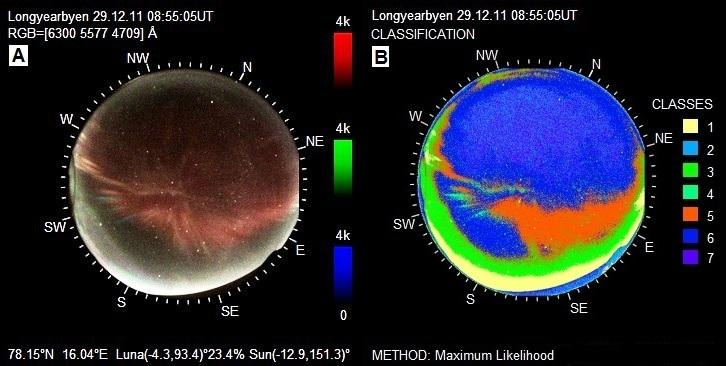 Longyearbyen 29.12.11 08:55:05UT
RGB=[6300 5577 4709] Å
A
NW
N
W
NE
SW
E
S
SE
4k
4k
4k
0
78.15°N 16.04°E Luna(-4.3,93.4)°23.4% Sun(-12.9,151.3)°
Longyearbyen 29.12.11 08:55:05UT
CLASSIFICATION
B
NW
N
W
NE
SW
E
S
SE
CLASSES
1
2
3
4
5
6
7
METHOD: Maximum Likelihood